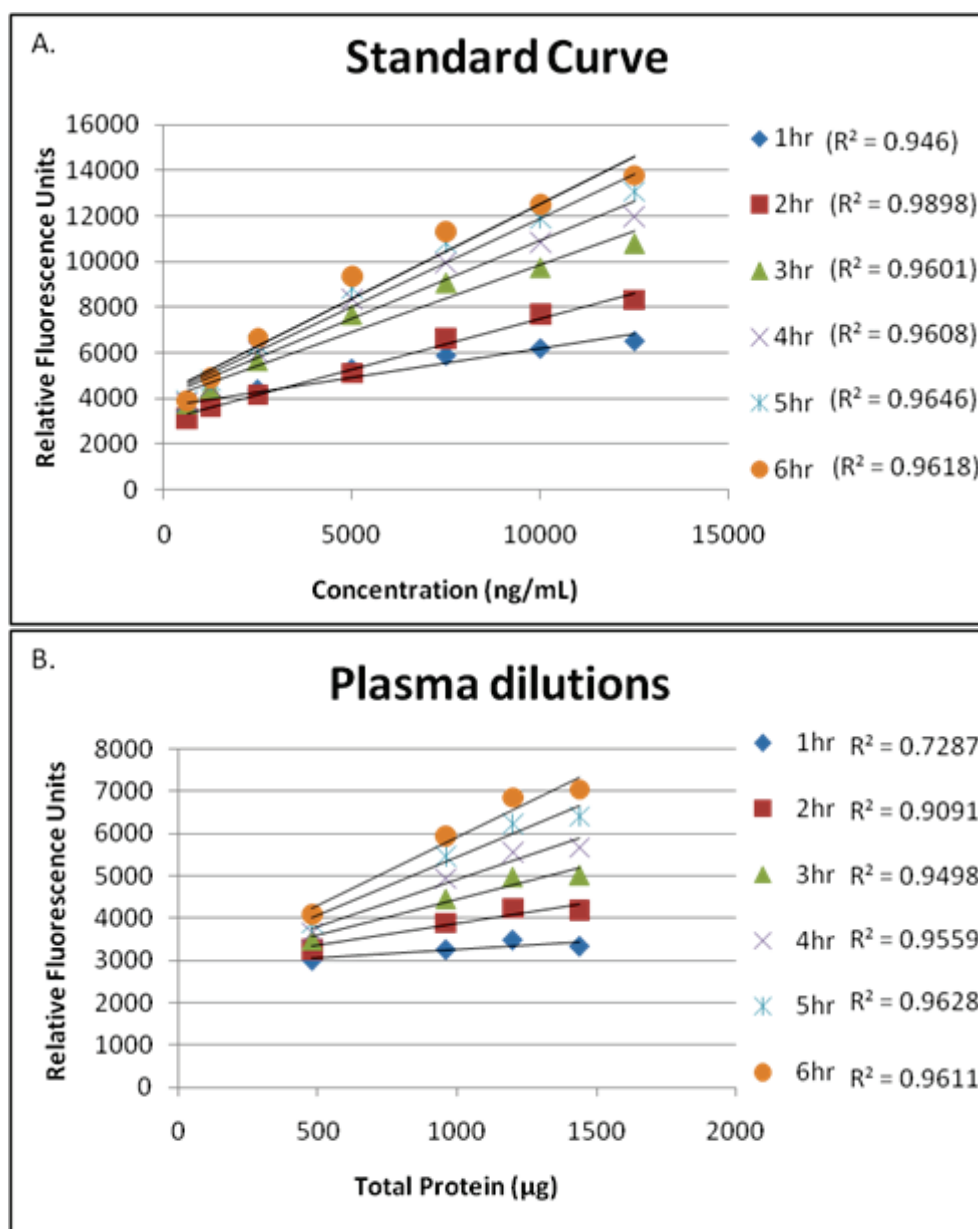 A.
Standard Curve
Relative Fluorescence Units
16000
14000
12000
10000
8000
6000
4000
2000
0
0 5000 10000 15000
Concentration (ng/mL)
1hr (R² = 0.946)
2hr (R² = 0.9898)
3hr (R² = 0.9601)
4hr (R² = 0.9608)
5hr (R² = 0.9646)
6hr (R² = 0.9618)
B.
Plasma dilutions
Relative Fluorescence Units
8000
7000
6000
5000
4000
3000
2000
1000
0
0 500 1000 1500 2000
Total Protein (µg)
1hr R² = 0.7287
2hr R² = 0.9091
3hr R² = 0.9498
4hr R² = 0.9559
5hr R² = 0.9628
6hr R² = 0.9611